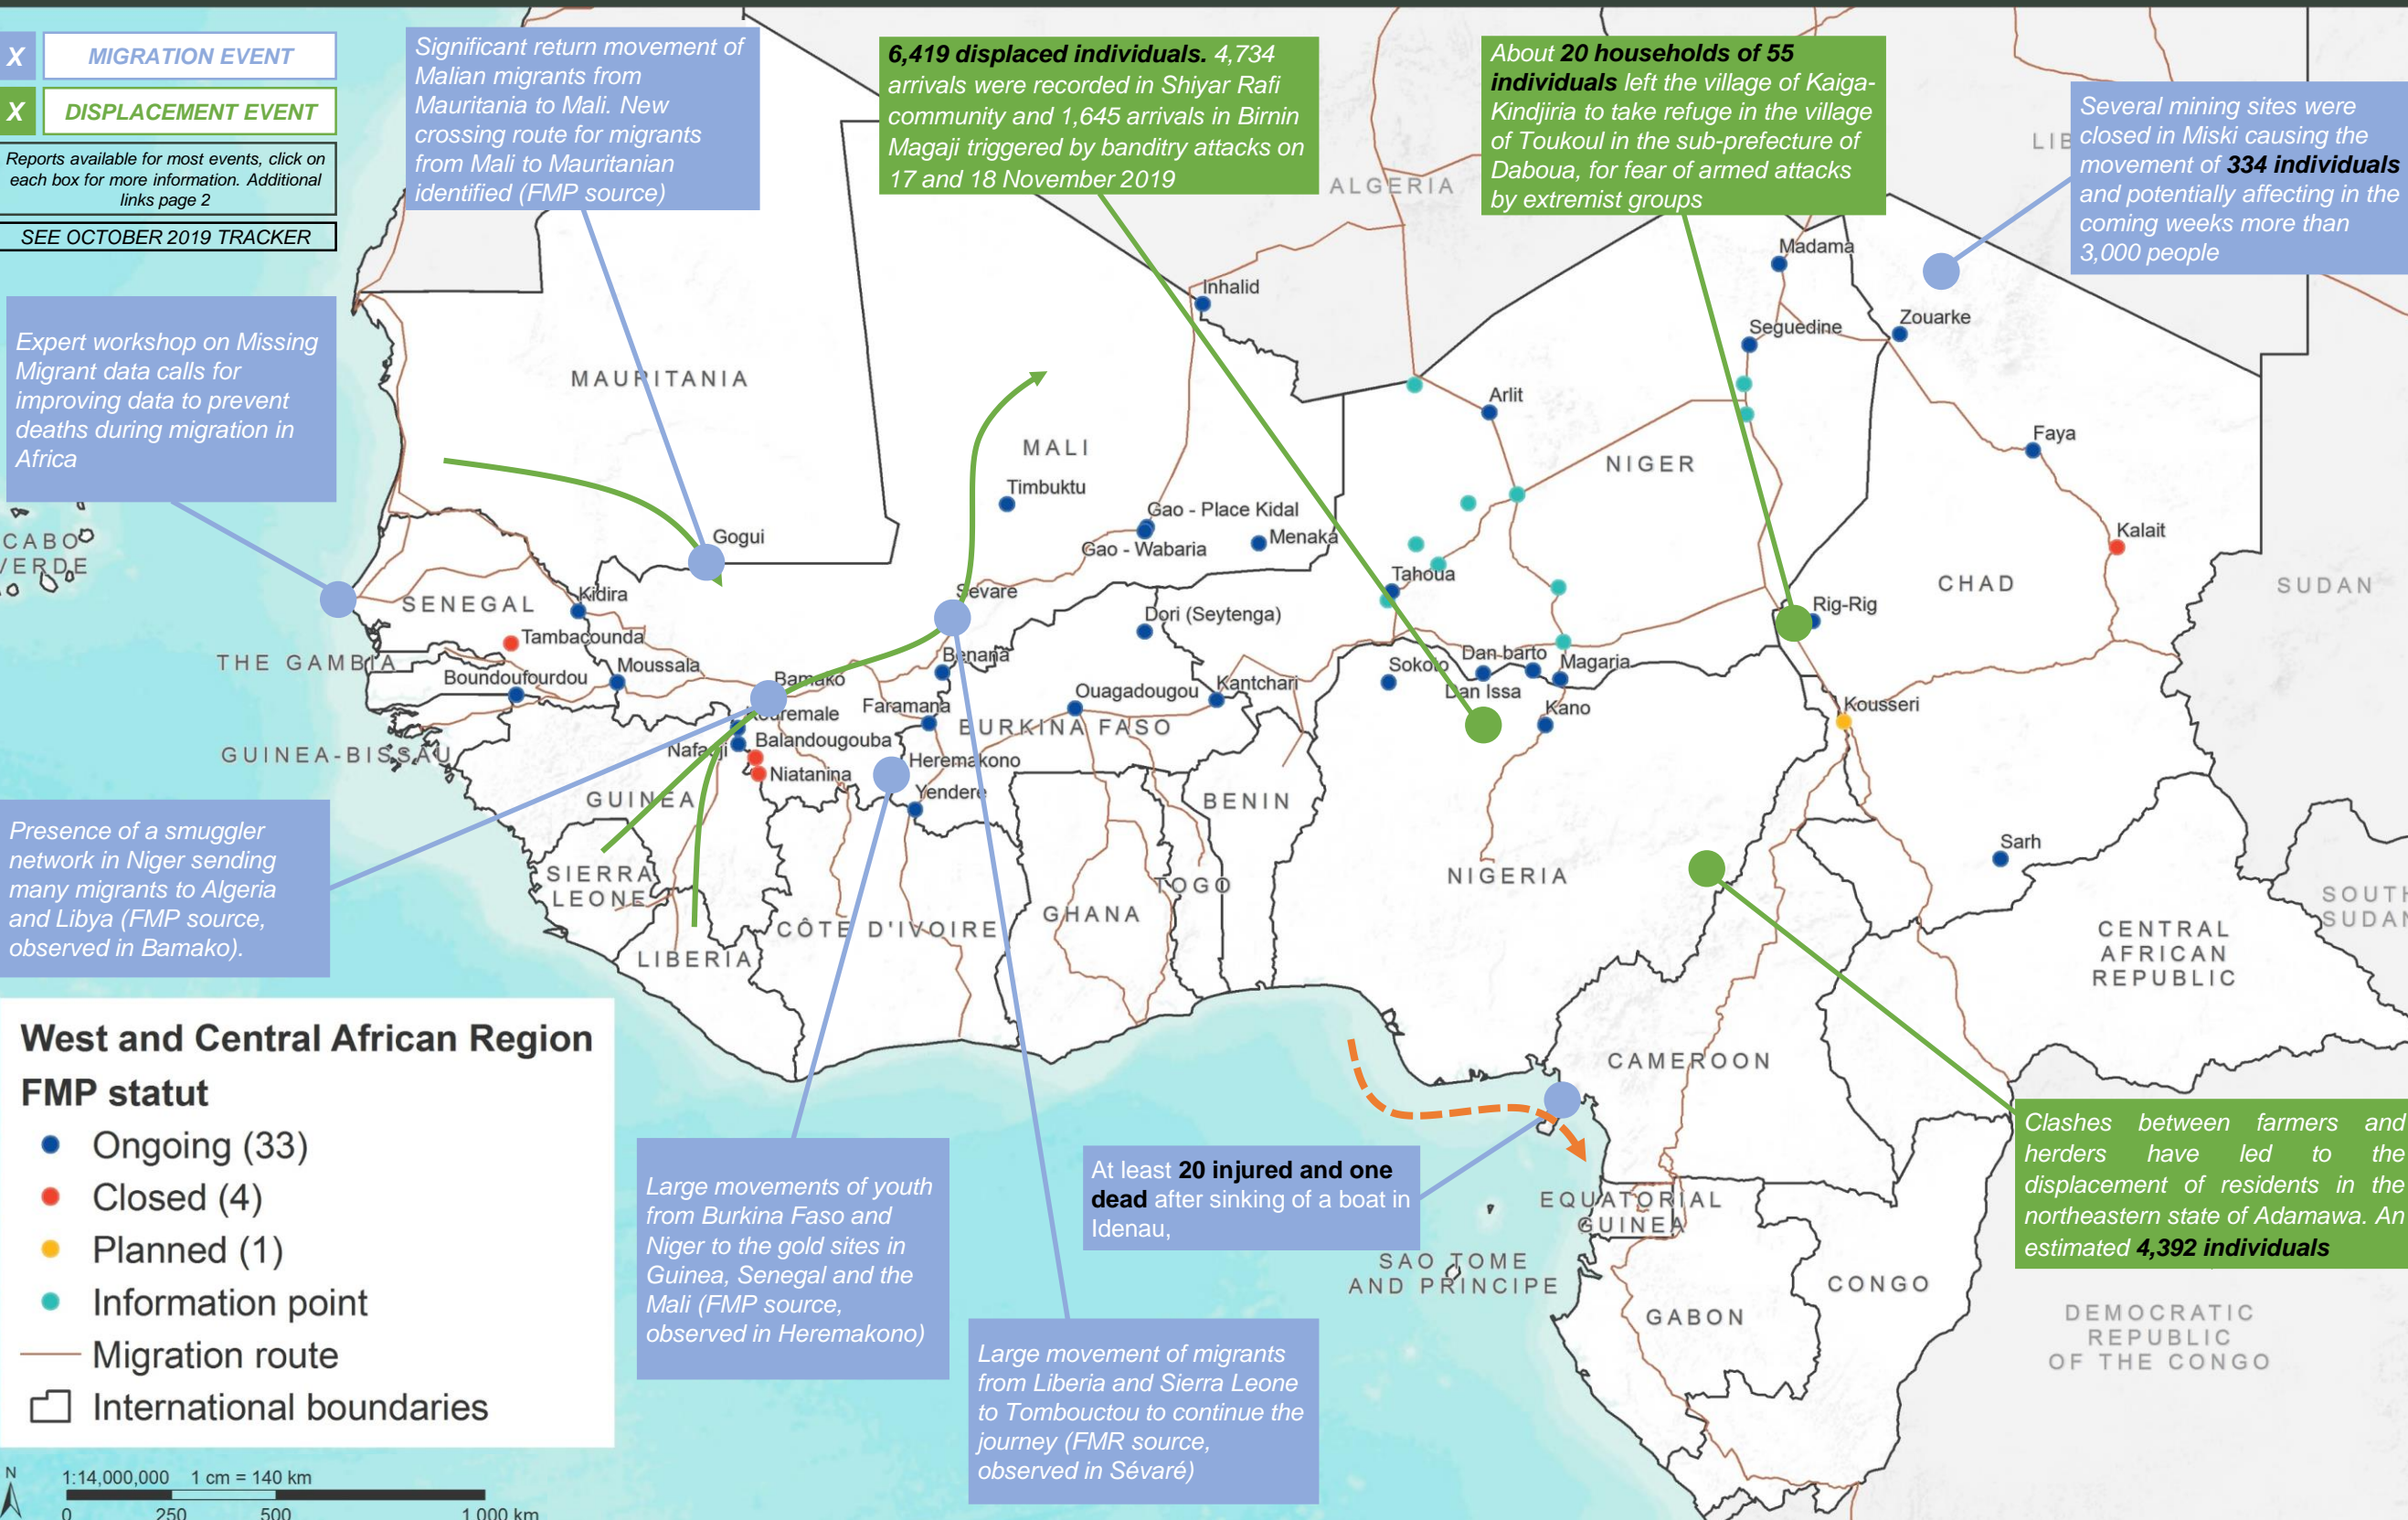 X
MIGRATION EVENT
X
DISPLACEMENT EVENT
Reports available for most events, click on
each box for more information. Additional
links page 2
SEE OCTOBER 2019 TRACKER
Significant return movement of
Malian migrants from
Mauritania to Mali. New
crossing route for migrants
from Mali to Mauritanian
identified (FMP source)
6,419 displaced individuals. 4,734
arrivals were recorded in Shiyar Rafi
community and 1,645 arrivals in Birnin
Magaji triggered by banditry attacks on
17 and 18 November 2019
About 20 households of 55
individuals left the village of Kaiga-
Kindjiria to take refuge in the village
of Toukoul in the sub-prefecture of
Daboua, for fear of armed attacks
by extremist groups
Several mining sites were
closed in Miski causing the
movement of 334 individuals
and potentially affecting in the
coming weeks more than
3,000 people
Expert workshop on Missing
Migrant data calls for
improving data to prevent
deaths during migration in
Africa
ALGERIA
LIB
Madama
Inhalid
Seguedine
Zouarke
MAURITANIA
Arlit
MALI
NIGER
Faya
Timbuktu
Gao - Place Kidal
Gao - Wabaria
Menaka
Kalait
Gogui
CABO
VERDE
Tahoua
CHAD
SUDAN
SENEGAL
Kidira
Sevare
Dori (Seytenga)
Rig-Rig
Tambacounda
THE GAMBIA
Boundoufourdou
Moussala
Benana
Bamako
Sokoto
Dan barto
Magaria
Dan Issa
Ouagadougou
Kantchari
Faramana
Kouremale
Kano
Kousseri
BURKINA FASO
Nafadji
Balandougouba
GUINEA-BISSAU
Heremakono
Niatanina
Yendere
GUINEA
BENIN
Presence of a smuggler
network in Niger sending
many migrants to Algeria
and Libya (FMP source,
observed in Bamako).
Sarh
SIERRA
LEONE
TOGO
NIGERIA
GHANA
CÔTE D'IVOIRE
LIBERIA
SOUTH
SUDAN
CENTRAL
AFRICAN
REPUBLIC
CAMEROON
West and Central African Region
FMP statut
Ongoing (33)
Closed (4)
Planned (1)
Information point
Migration route
International boundaries
Large movements of youth
from Burkina Faso and
Niger to the gold sites in
Guinea, Senegal and the
Mali (FMP source,
observed in Heremakono)
At least 20 injured and one
dead after sinking of a boat in
Idenau,
Clashes between farmers and
herders have led to the
displacement of residents in the
northeastern state of Adamawa. An
estimated 4,392 individuals
EQUATORIAL
GUINEA
SAO TOME
AND PRINCIPE
GABON
CONGO
DEMOCRATIC
REPUBLIC
OF THE CONGO
Large movement of migrants
from Liberia and Sierra Leone
to Tombouctou to continue the
journey (FMR source,
observed in Sévaré)
N
1:14,000,000 1 cm = 140 km
0 250 500 1 000 km